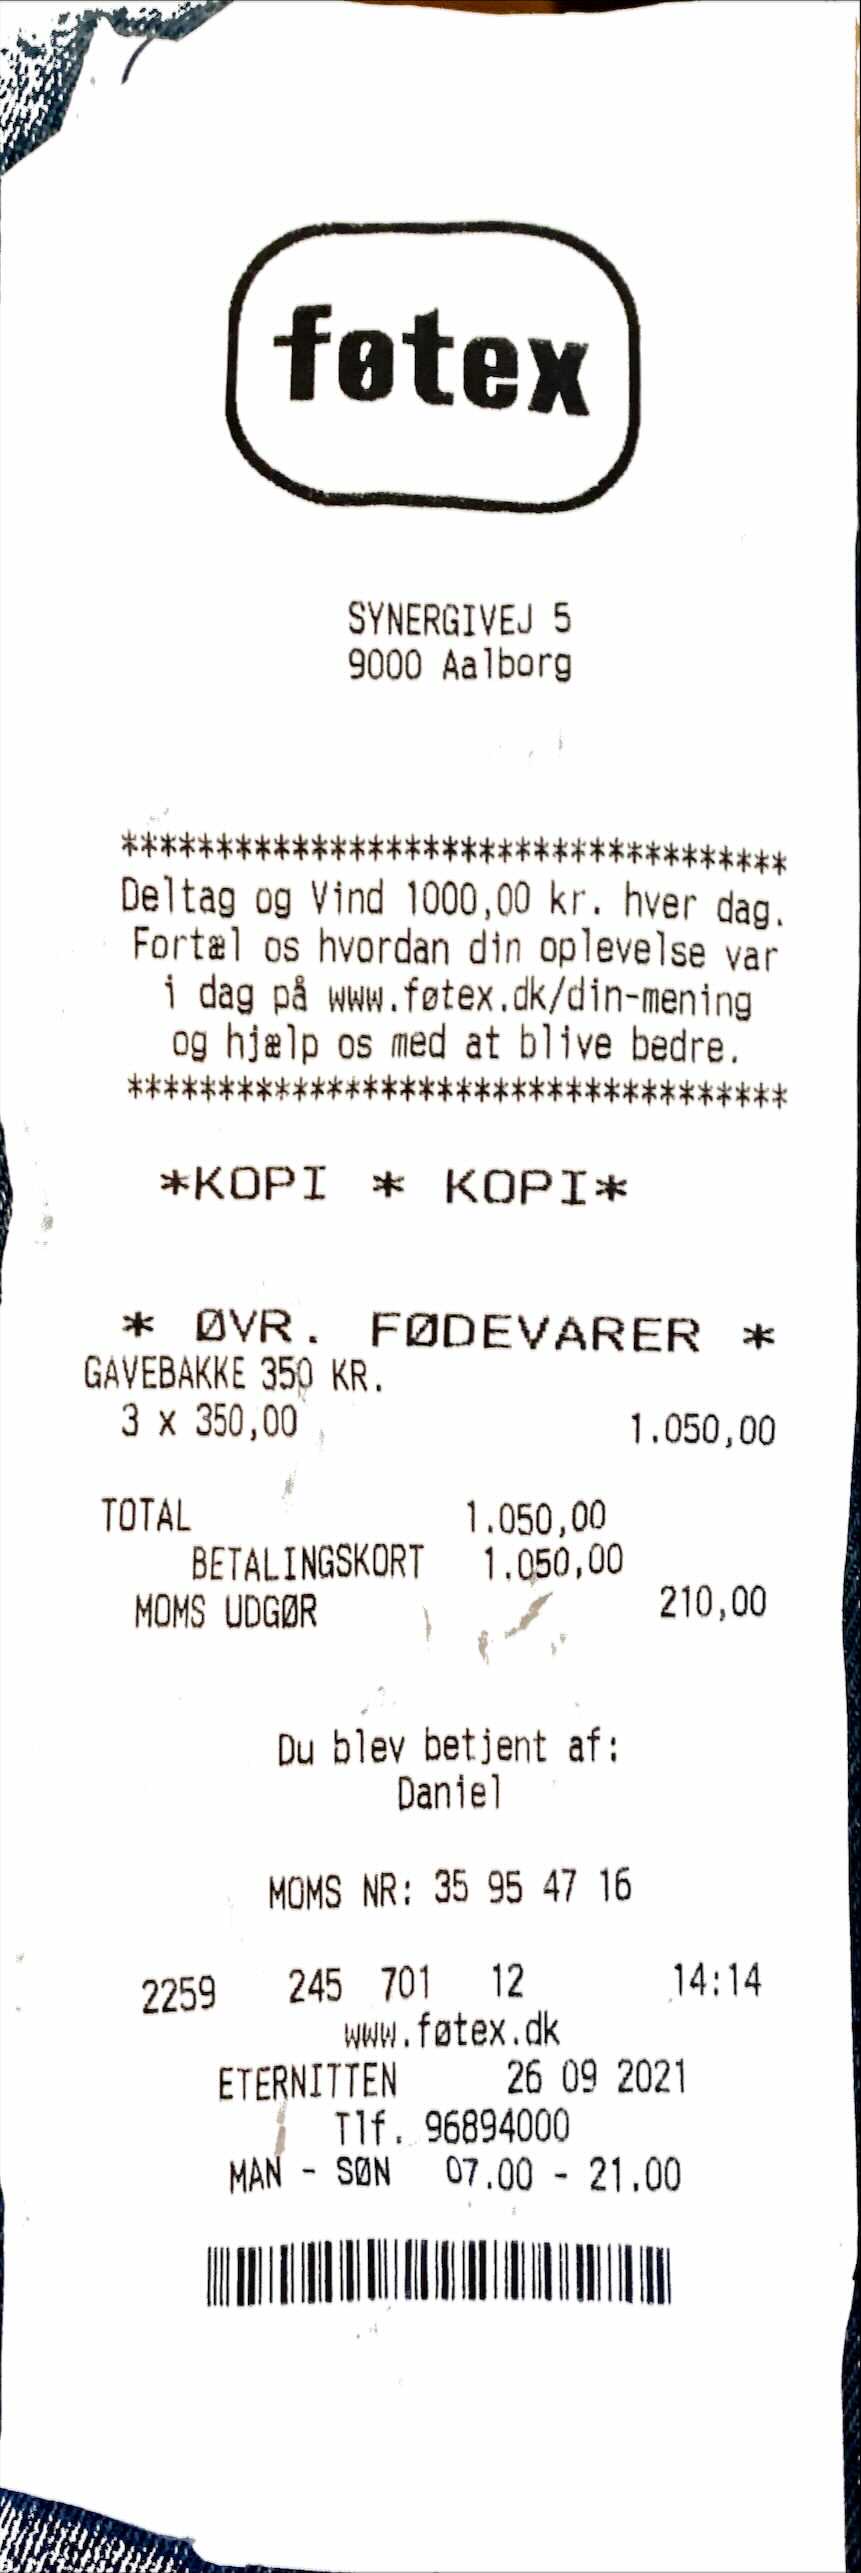 føtex
SYNERGIVEJ 5
9000 Aalborg
************************************
Deltag og Vind 1000,00 kr. hver dag.
Fortæl os hvordan din oplevelse var
i dag på www.føtex.dk/din-mening
og hjælp os med at blive bedre.
************************************
*KOPI * KOPI*
* ØVR. FØDEVARER *
GAVEBAKKE 350 KR.
3 x 350,00 1.050,00
TOTAL 1.050,00
BETALINGSKORT 1.050,00
MOMS UDGØR 210,00
Du blev betjent af:
Daniel
MOMS NR: 35 95 47 16
2259 245 701 12 14:14
www.føtex.dk
ETERNITTEN 26 09 2021
Tlf. 96894000
MAN - SØN 07.00 - 21.00